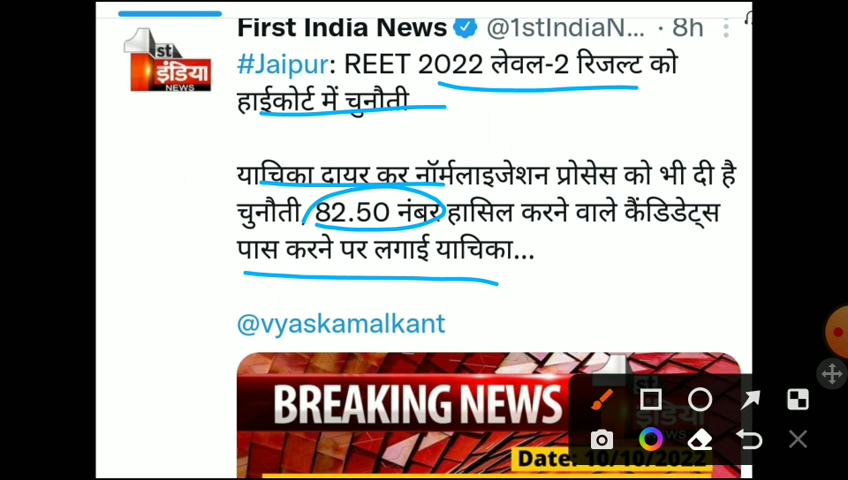 First India News @1stIndiaN... · 8h
1st
इंडिया
NEWS
#Jaipur: REET 2022 लेवल-2 रिजल्ट को
हाईकोर्ट में चुनौती
याचिका दायर कर नॉर्मलाइजेशन प्रोसेस को भी दी है
चुनौती, 82.50 नंबर हासिल करने वाले कैंडिडेट्स
पास करने पर लगाई याचिका...
@vyaskamalkant
BREAKING NEWS
Date: 10/10/2022